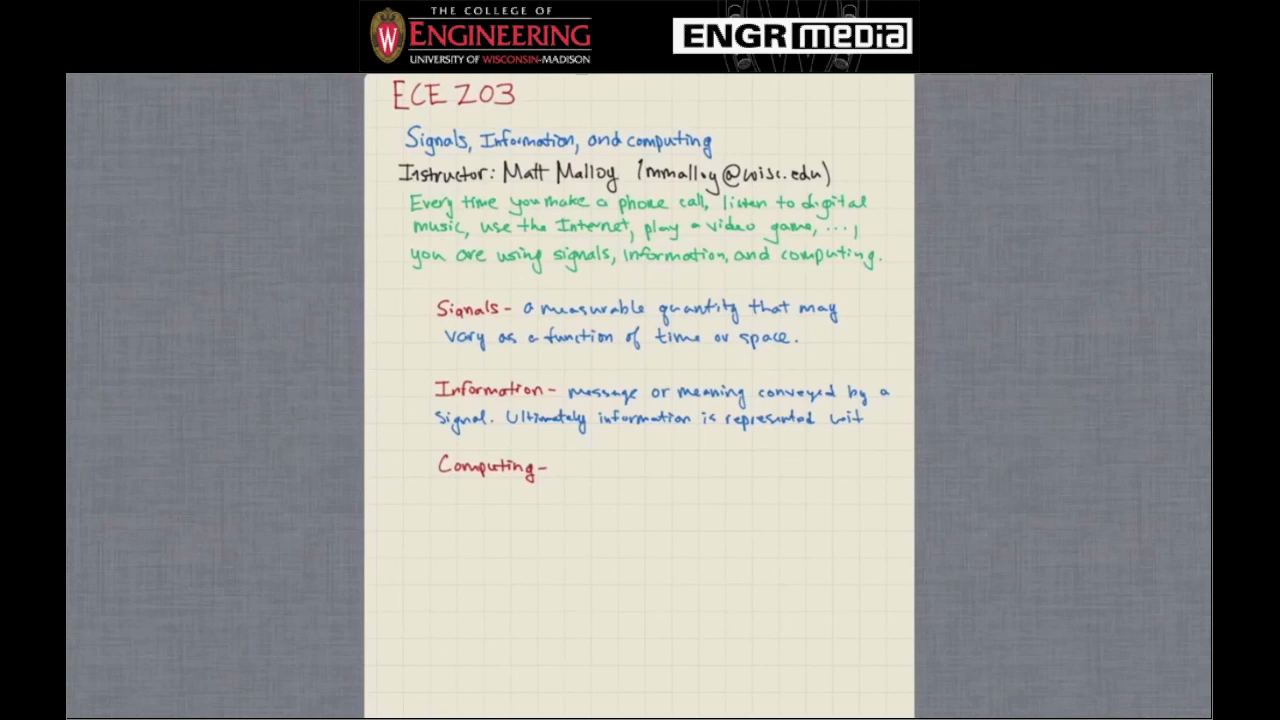 THE COLLEGE OF
ENGINEERING
UNIVERSITY OF WISCONSIN-MADISON
ENGR media
ECE 203
Signals, Information, and computing
Instructor: Matt Malloy (mmalloy@wisc.edu)
Every time you make a phone call, listen to digital
music, use the Internet, play a video game, ...,
you are using signals, information, and computing.
Signals - a measurable quantity that may
vary as a function of time or space.
Information - message or meaning conveyed by a
signal. Ultimately information is represented wit
Computing -